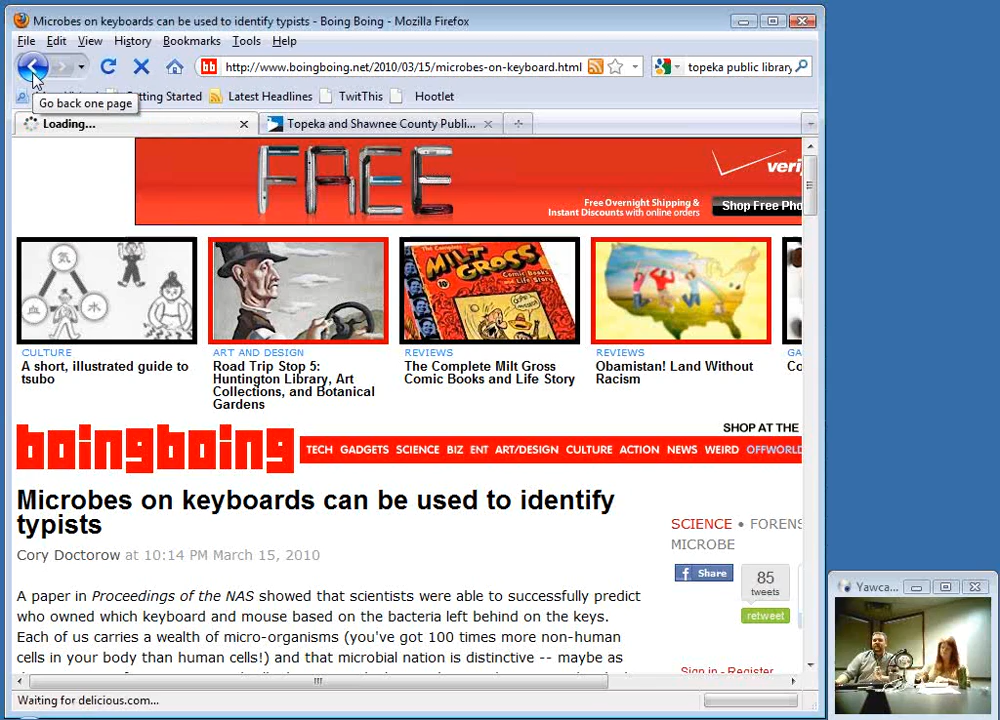 Microbes on keyboards can be used to identify typists - Boing Boing - Mozilla Firefox
File Edit View History Bookmarks Tools Help
http://www.boingboing.net/2010/03/15/microbes-on-keyboard.html
topeka public library
Getting Started Latest Headlines TwitThis Hootlet
Go back one page
Loading...
Topeka and Shawnee County Publi...
FREE
Free Overnight Shipping &
Instant Discounts with online orders
veri
Shop Free Pho
MILT GROSS
CULTURE
A short, illustrated guide to
tsubo
ART AND DESIGN
Road Trip Stop 5:
Huntington Library, Art
Collections, and Botanical
Gardens
REVIEWS
The Complete Milt Gross
Comic Books and Life Story
REVIEWS
Obamistan! Land Without
Racism
GA
Co
SHOP AT THE
boingboing
TECH GADGETS SCIENCE BIZ ENT ART/DESIGN CULTURE ACTION NEWS WEIRD OFFWORLD
Microbes on keyboards can be used to identify
typists
Cory Doctorow at 10:14 PM March 15, 2010
SCIENCE • FORENS
MICROBE
Share
85
tweets
retweet
A paper in Proceedings of the NAS showed that scientists were able to successfully predict
who owned which keyboard and mouse based on the bacteria left behind on the keys.
Each of us carries a wealth of micro-organisms (you've got 100 times more non-human
cells in your body than human cells!) and that microbial nation is distinctive -- maybe as
Sign in - Register
Waiting for delicious.com...
Yawca...